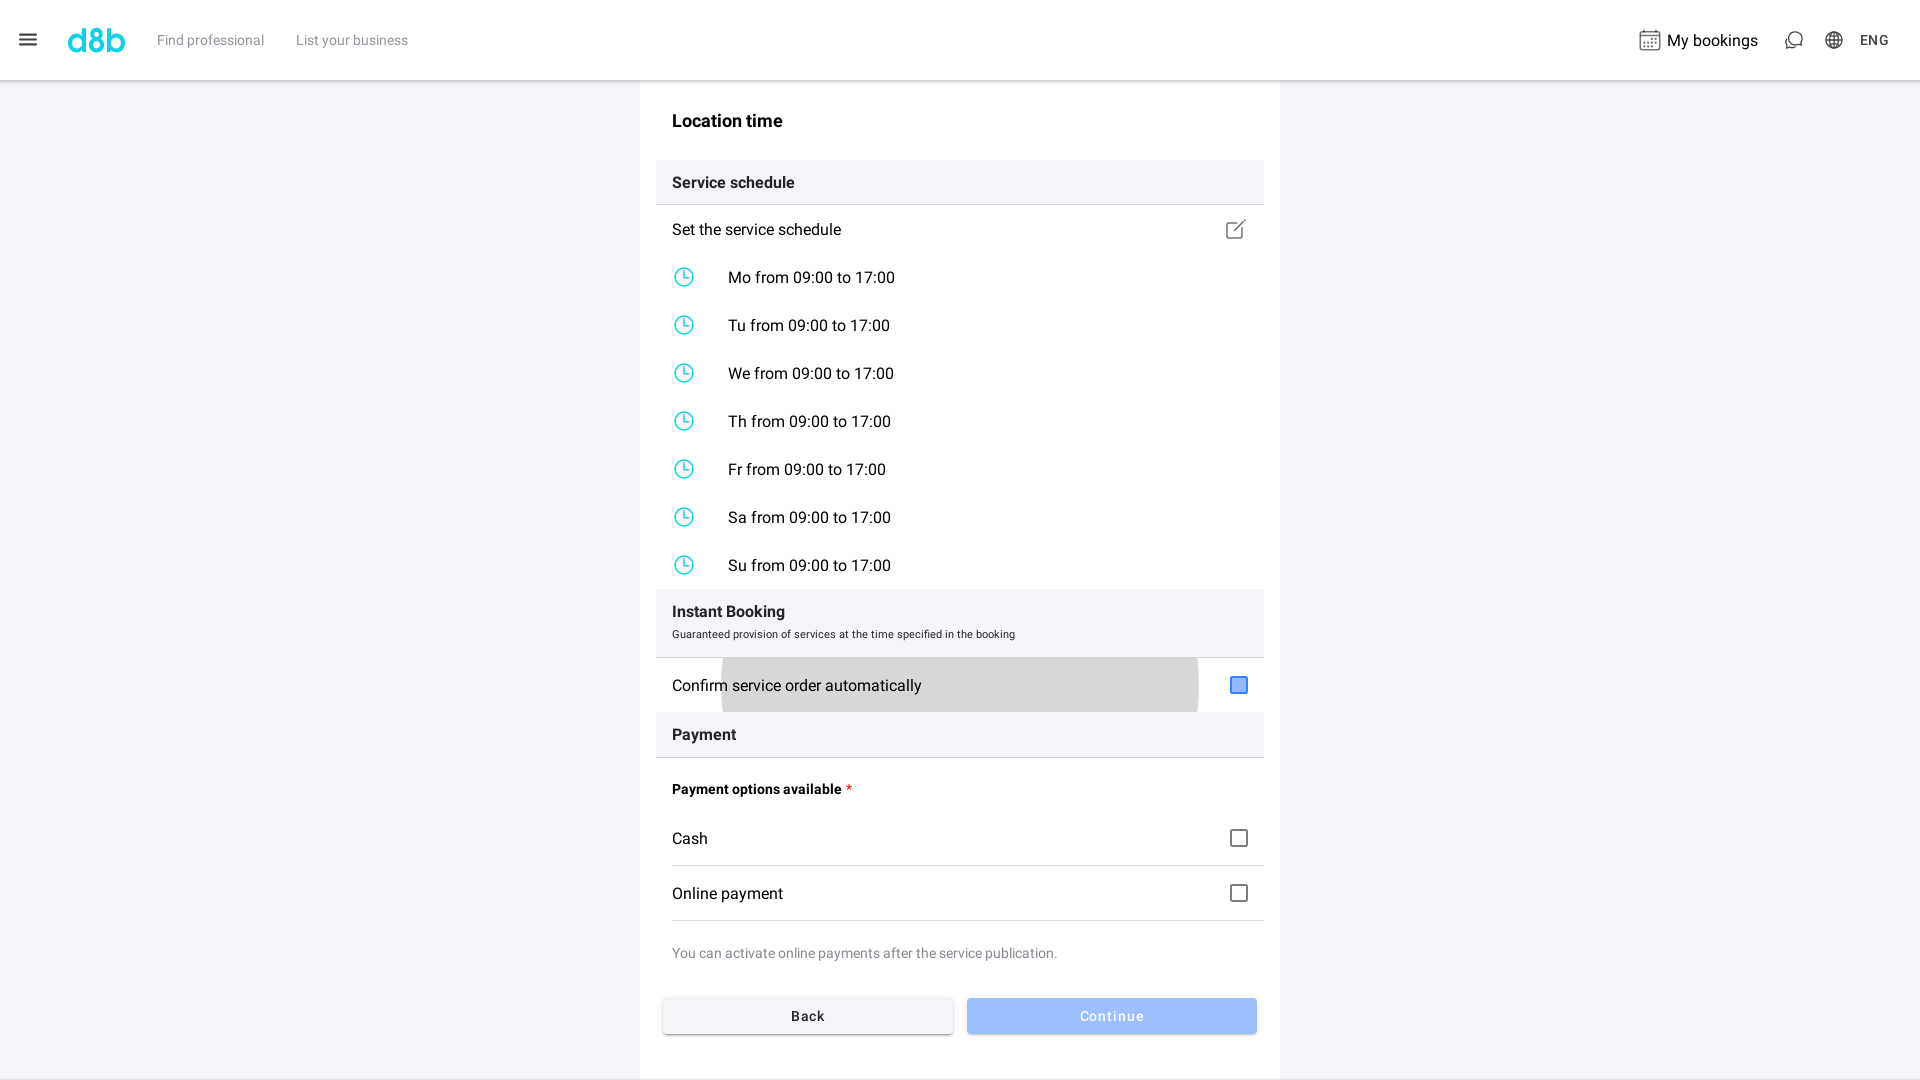 d8b
Find professional
List your business
My bookings
ENG
Location time
Service schedule
Set the service schedule
Mo from 09:00 to 17:00
Tu from 09:00 to 17:00
We from 09:00 to 17:00
Th from 09:00 to 17:00
Fr from 09:00 to 17:00
Sa from 09:00 to 17:00
Su from 09:00 to 17:00
Instant Booking
Guaranteed provision of services at the time specified in the booking
Confirm service order automatically
Payment
Payment options available *
Cash
Online payment
You can activate online payments after the service publication.
Back
Continue